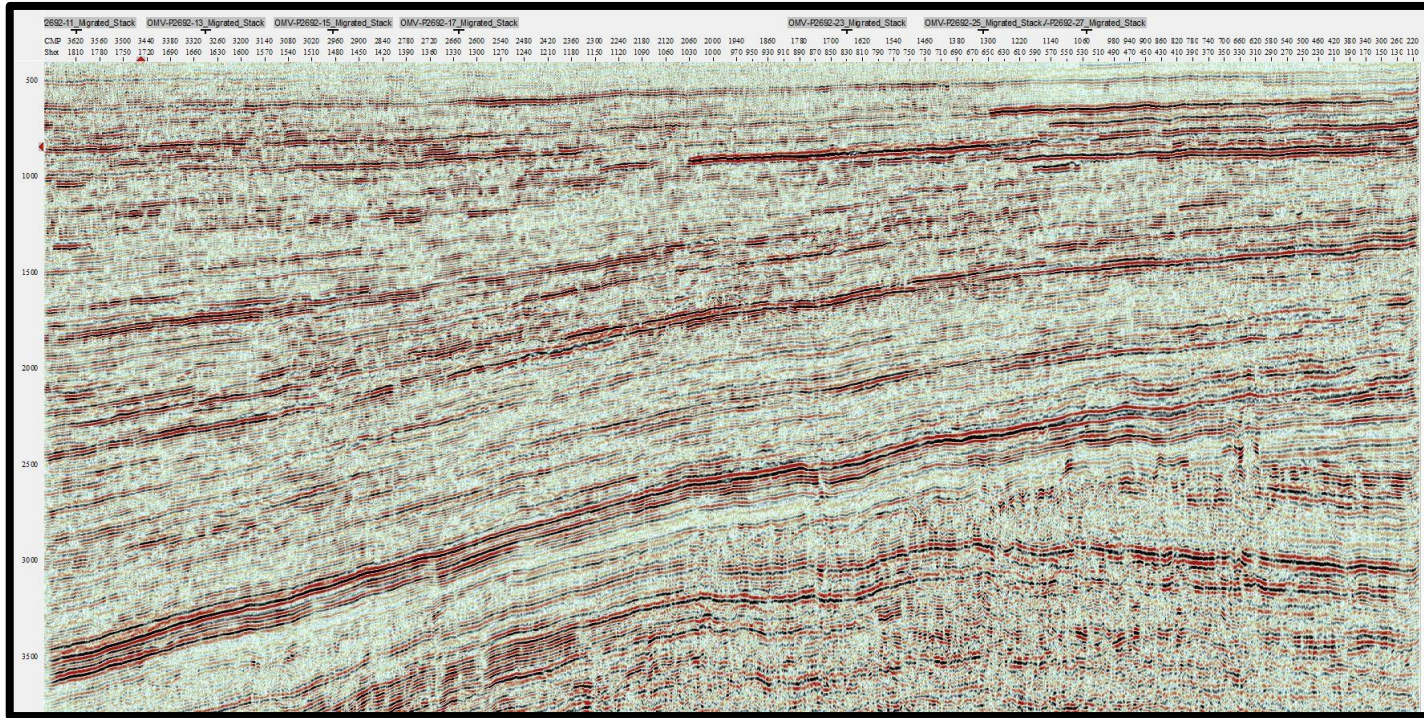 2692-11_Migrated_Stack OMV-P2692-13_Migrated_Stack OMV-P2692-15_Migrated_Stack OMV-P2692-17_Migrated_Stack OMV-P2692-23_Migrated_Stack OMV-P2692-25_Migrated_Stack /-P2692-27_Migrated_Stack
CMP 3620 3560 3500 3440 3380 3320 3260 3200 3140 3080 3020 2960 2900 2840 2780 2720 2660 2600 2540 2480 2420 2360 2300 2240 2180 2120 2060 2000 1940 1860 1780 1700 1620 1540 1460 1380 1300 1220 1140 1060 980 940 900 860 820 780 740 700 660 620 580 540 500 460 420 380 340 300 260 220
Shot 1810 1780 1750 1720 1690 1660 1630 1600 1570 1540 1510 1480 1450 1420 1390 1360 1330 1300 1270 1240 1210 1180 1150 1120 1090 1060 1030 1000 970 950 930 910 890 870 850 830 810 790 770 750 730 710 690 670 650 630 610 590 570 550 530 510 490 470 450 430 410 390 370 350 330 310 290 270 250 230 210 190 170 150 130 110
500
1000
1500
2000
2500
3000
3500